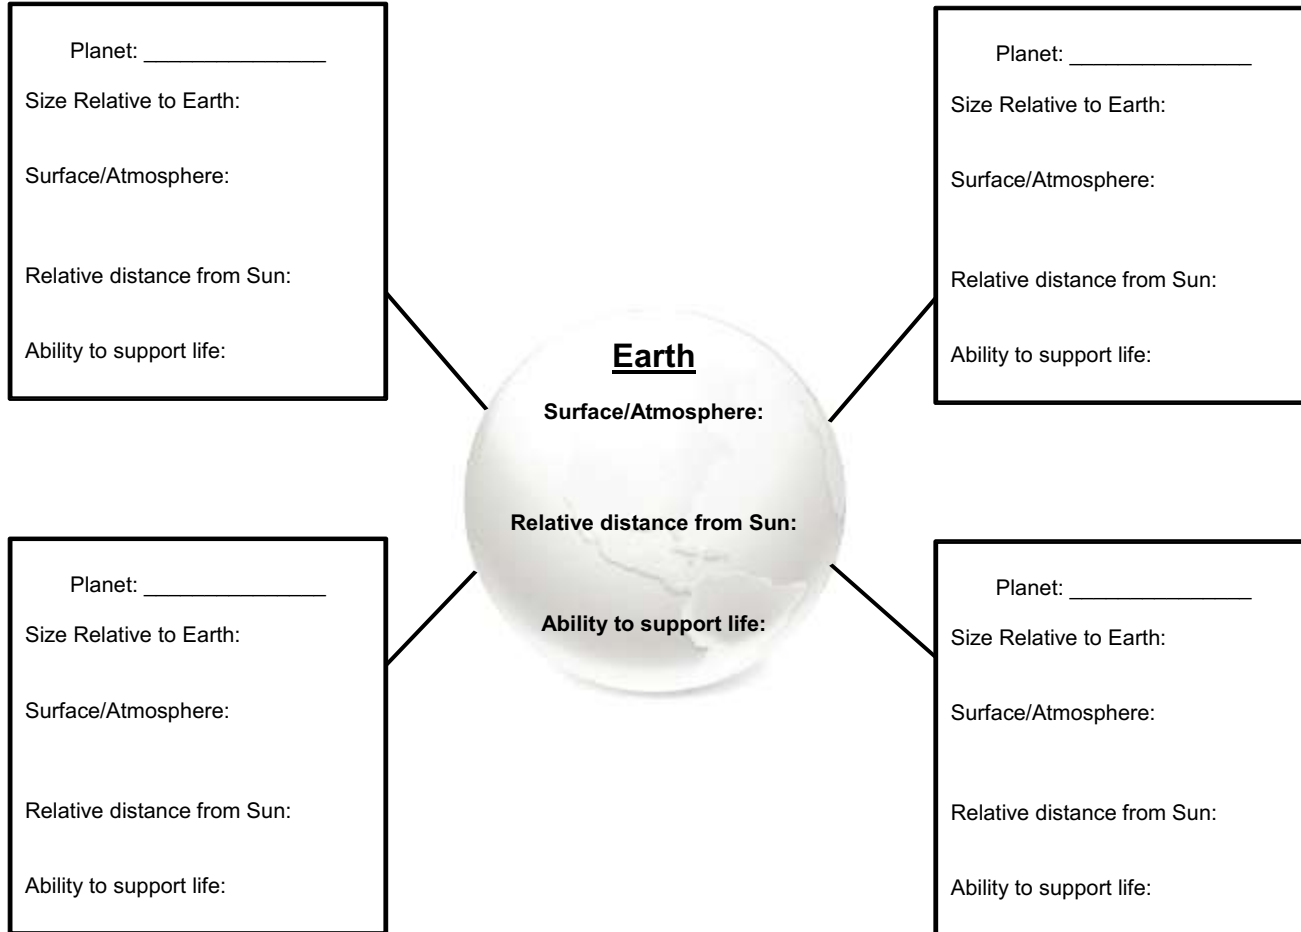 Planet: _______________
Size Relative to Earth:
Surface/Atmosphere:
Relative distance from Sun:
Ability to support life:
Planet: _______________
Size Relative to Earth:
Surface/Atmosphere:
Relative distance from Sun:
Ability to support life:
Earth
Surface/Atmosphere:
Relative distance from Sun:
Ability to support life:
Planet: _______________
Size Relative to Earth:
Surface/Atmosphere:
Relative distance from Sun:
Ability to support life:
Planet: _______________
Size Relative to Earth:
Surface/Atmosphere:
Relative distance from Sun:
Ability to support life: